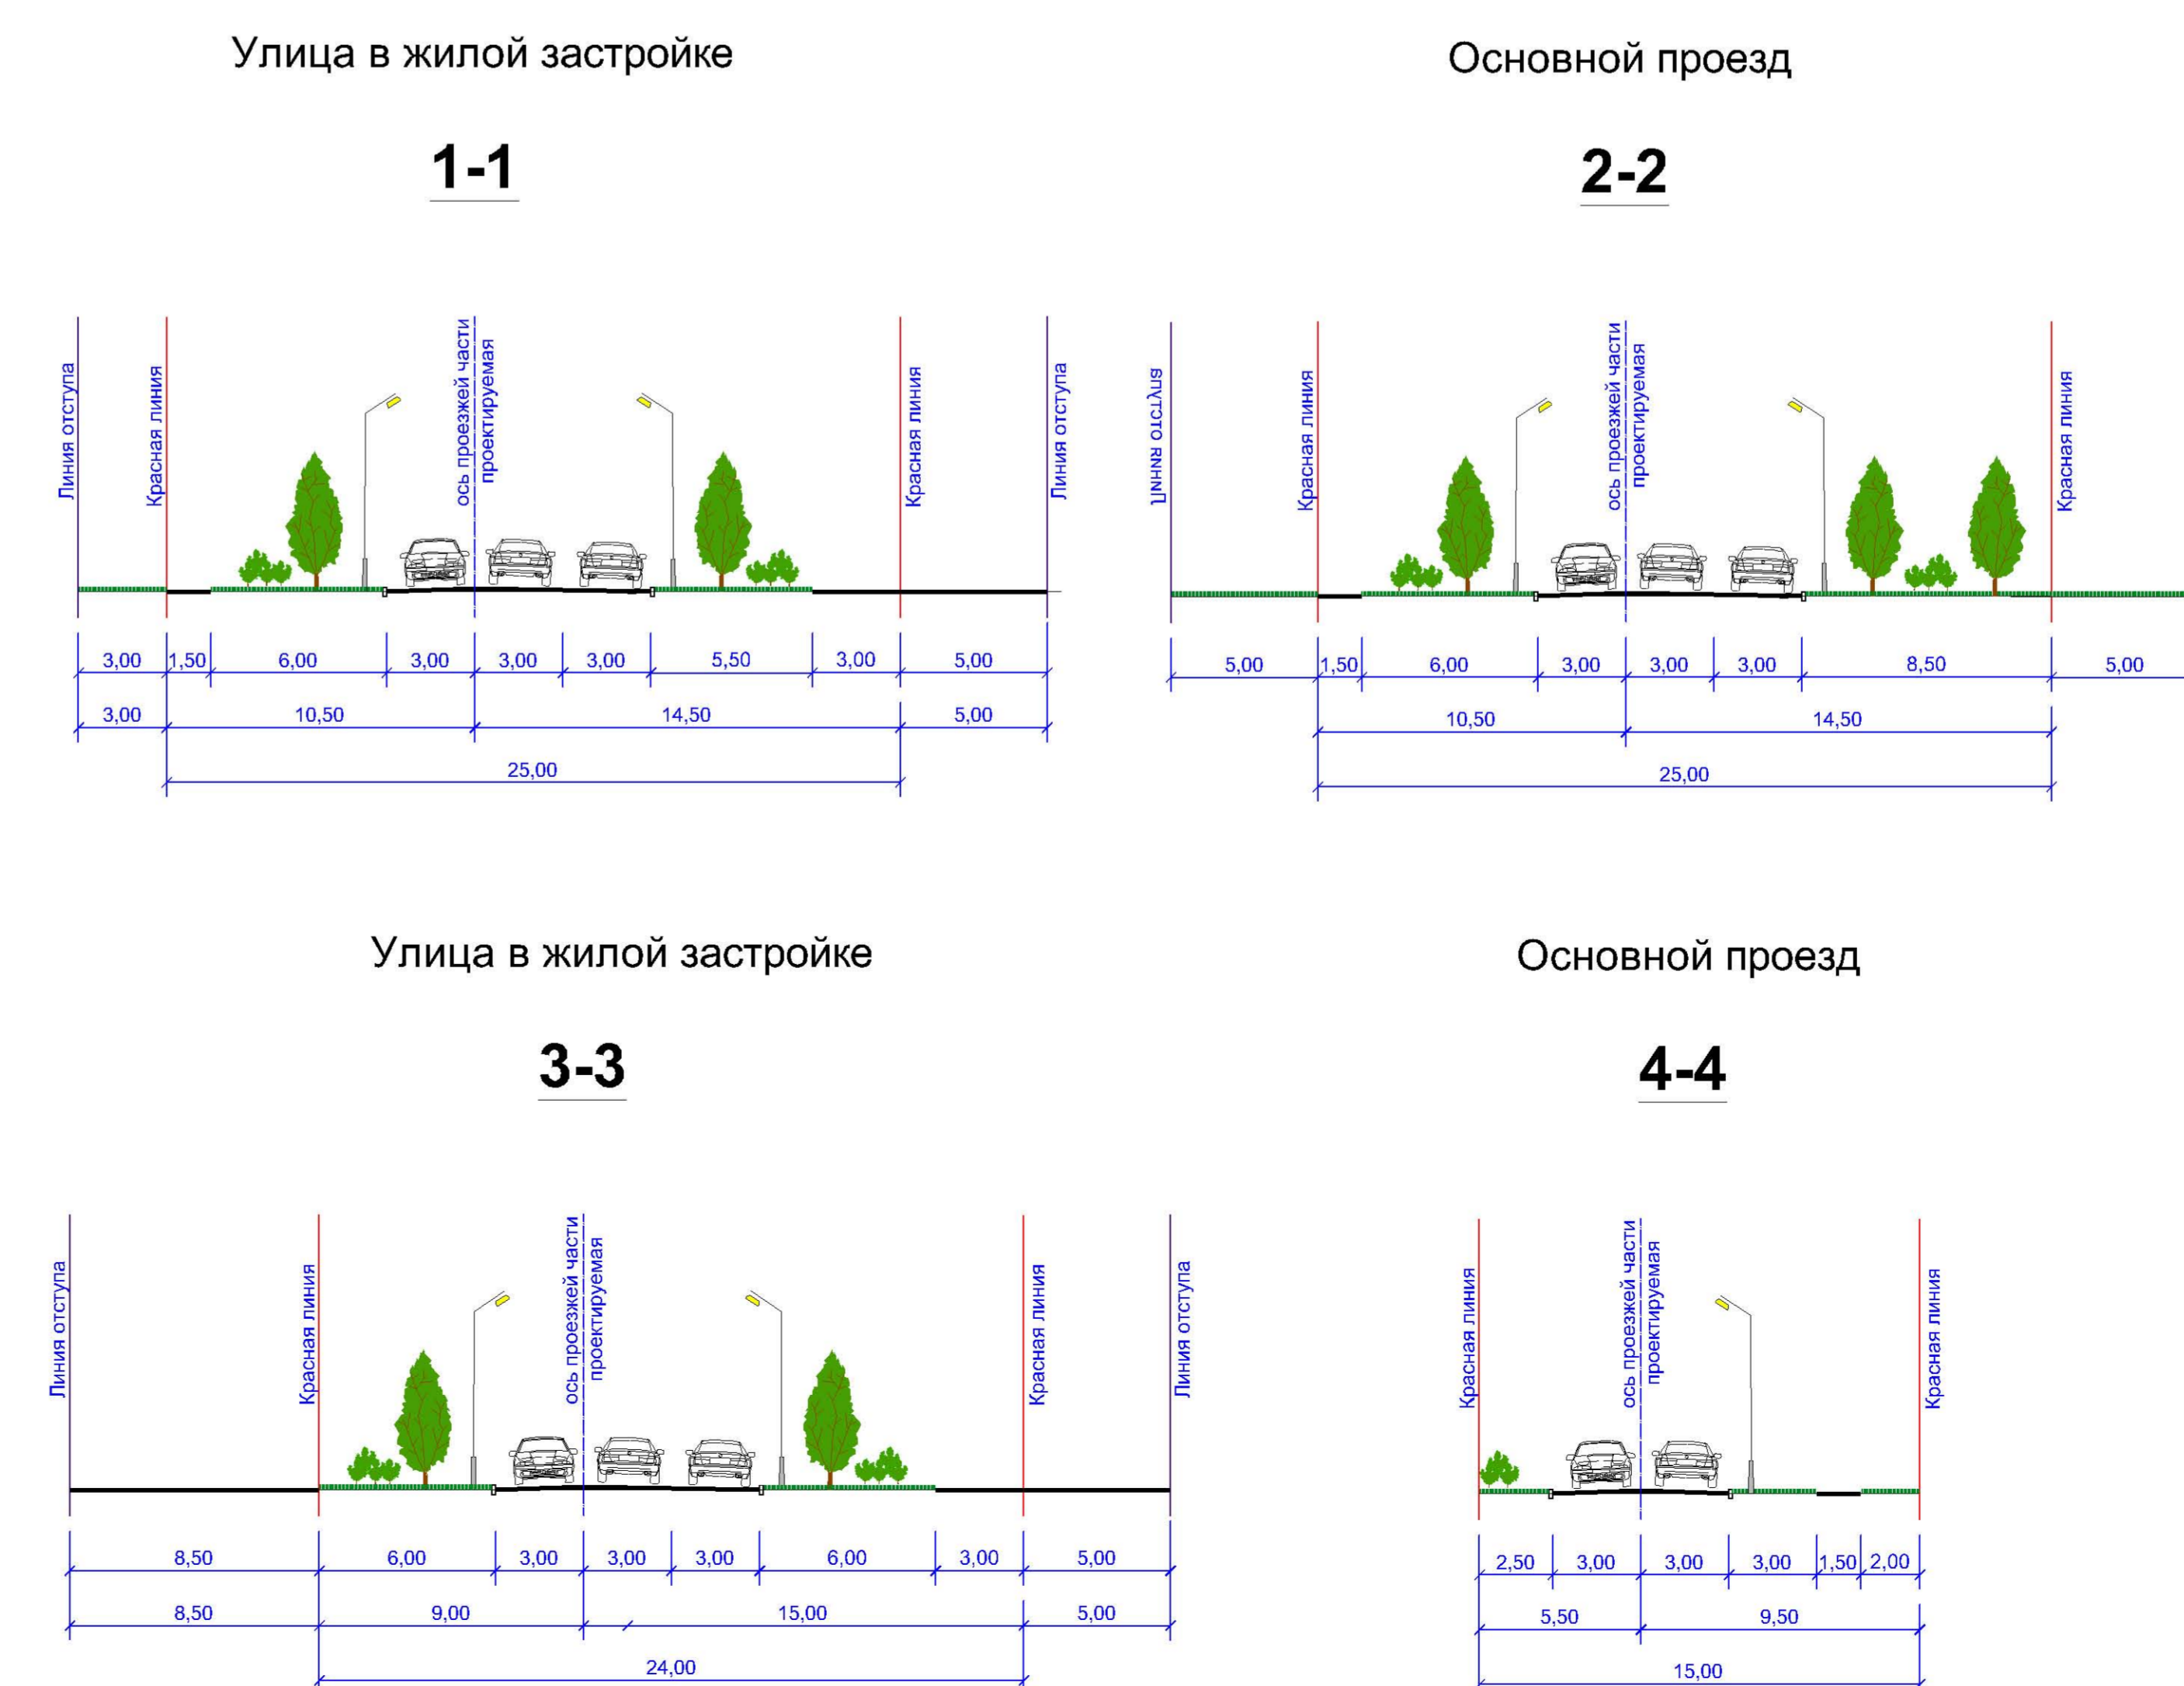 Улица в жилой застройке
1-1
Линия отступа
Красная линия
ось проезжей части
проектируемая
Красная линия
Линия отступа
3,00 1,50 6,00 3,00 3,00 3,00 5,50 3,00 5,00
3,00 10,50 14,50 5,00
25,00
Основной проезд
2-2
Линия отступа
Красная линия
ось проезжей части
проектируемая
Красная линия
5,00 1,50 6,00 3,00 3,00 3,00 8,50 5,00
10,50 14,50
25,00
Улица в жилой застройке
3-3
Линия отступа
Красная линия
ось проезжей части
проектируемая
Красная линия
Линия отступа
8,50 6,00 3,00 3,00 3,00 6,00 3,00 5,00
8,50 9,00 15,00 5,00
24,00
Основной проезд
4-4
Красная линия
ось проезжей части
проектируемая
Красная линия
2,50 3,00 3,00 3,00 1,50 2,00
5,50 9,50
15,00